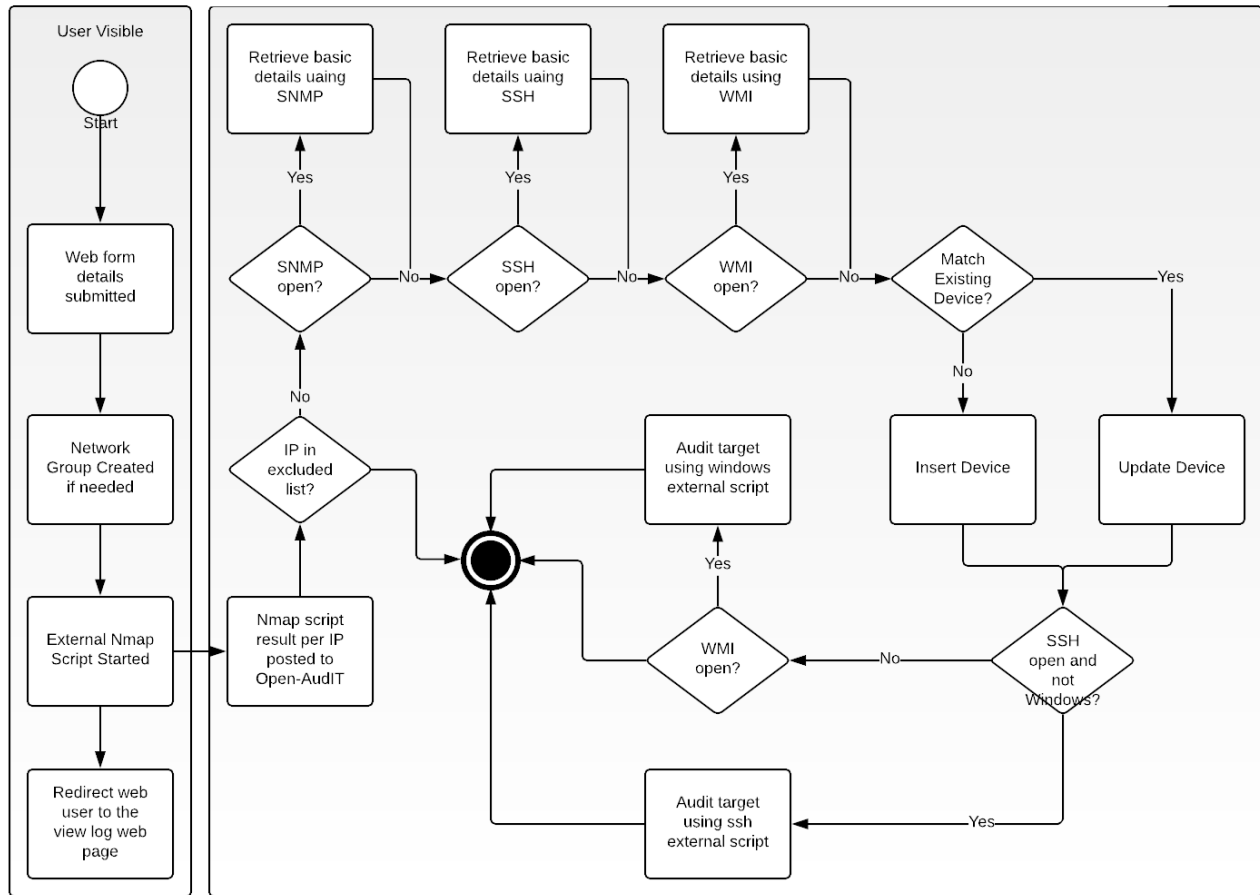 User Visible
Start
Web form
details
submitted
Network
Group Created
if needed
External Nmap
Script Started
Redirect web
user to the
view log web
page
Retrieve basic
details uaing
SNMP
Retrieve basic
details uaing
SSH
Retrieve basic
details using
WMI
Yes
Yes
Yes
SNMP
open?
No
SSH
open?
No
WMI
open?
No
Match
Existing
Device?
Yes
No
No
IP in
excluded
list?
Audit target
using windows
external script
Insert Device
Update Device
Yes
Nmap script
result per IP
posted to
Open-AudIT
WMI
open?
No
SSH
open and
not
Windows?
Audit target
using ssh
external script
Yes